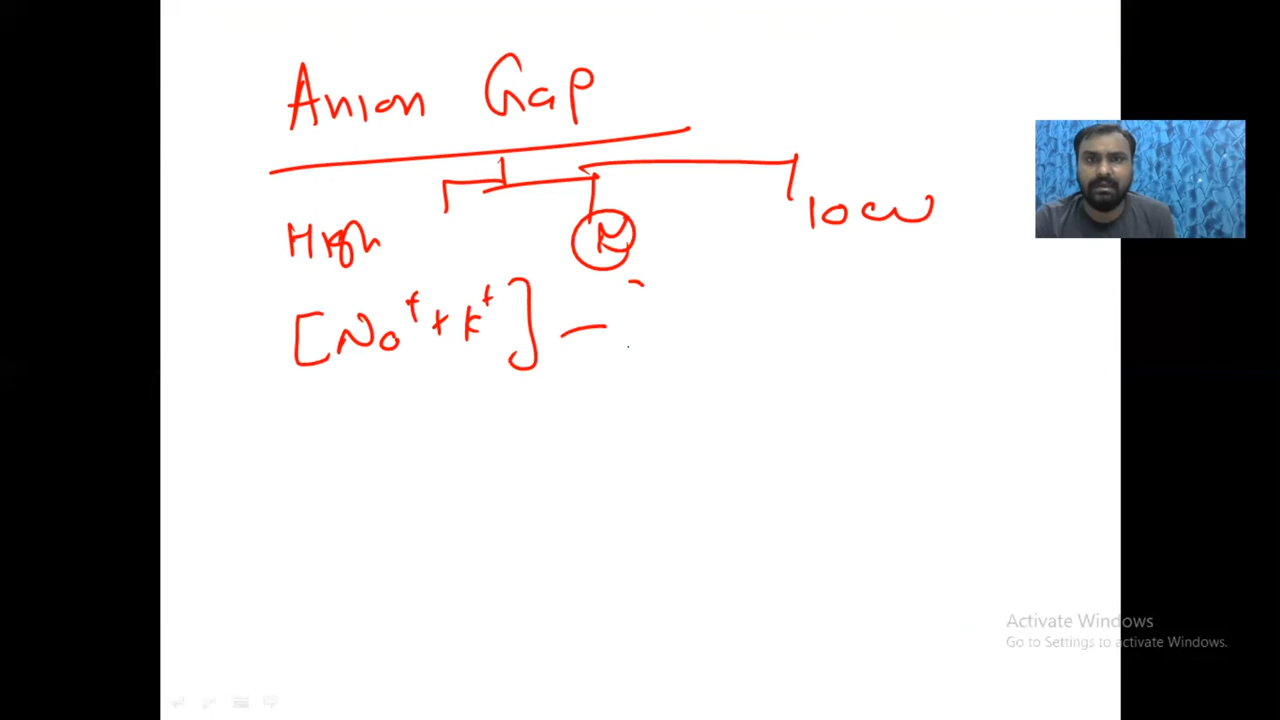 Anion Gap
High N low
[Na⁺ + K⁺] –
Activate Windows
Go to Settings to activate Windows.